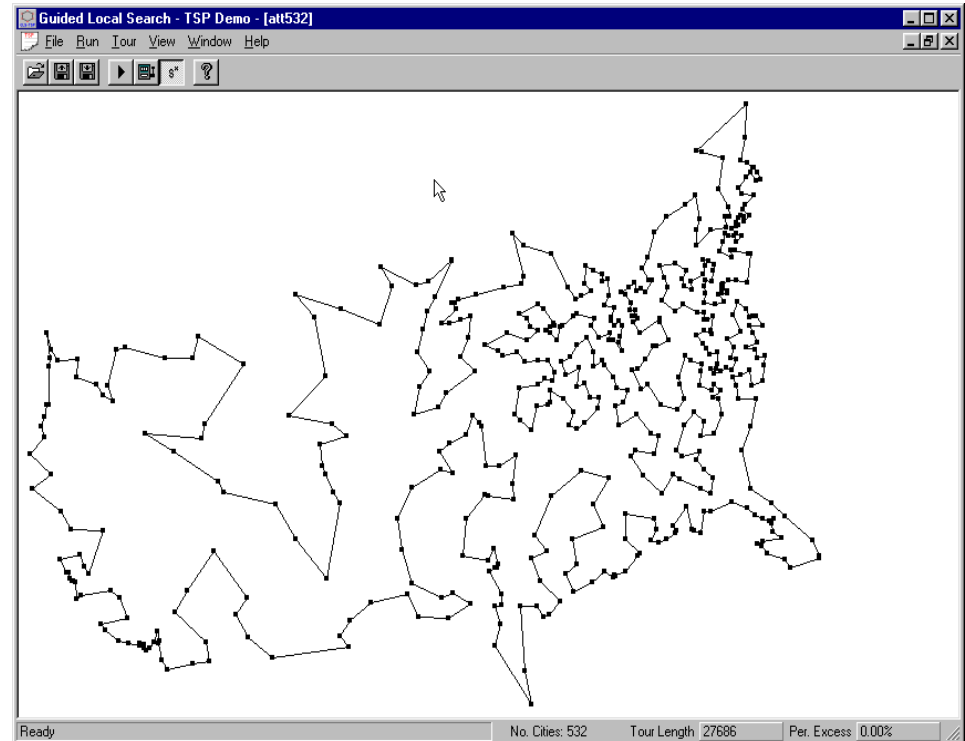 Guided Local Search - TSP Demo - [att532]
File Run Tour View Window Help
Ready No. Cities: 532 Tour Length 27686 Per. Excess 0.00%